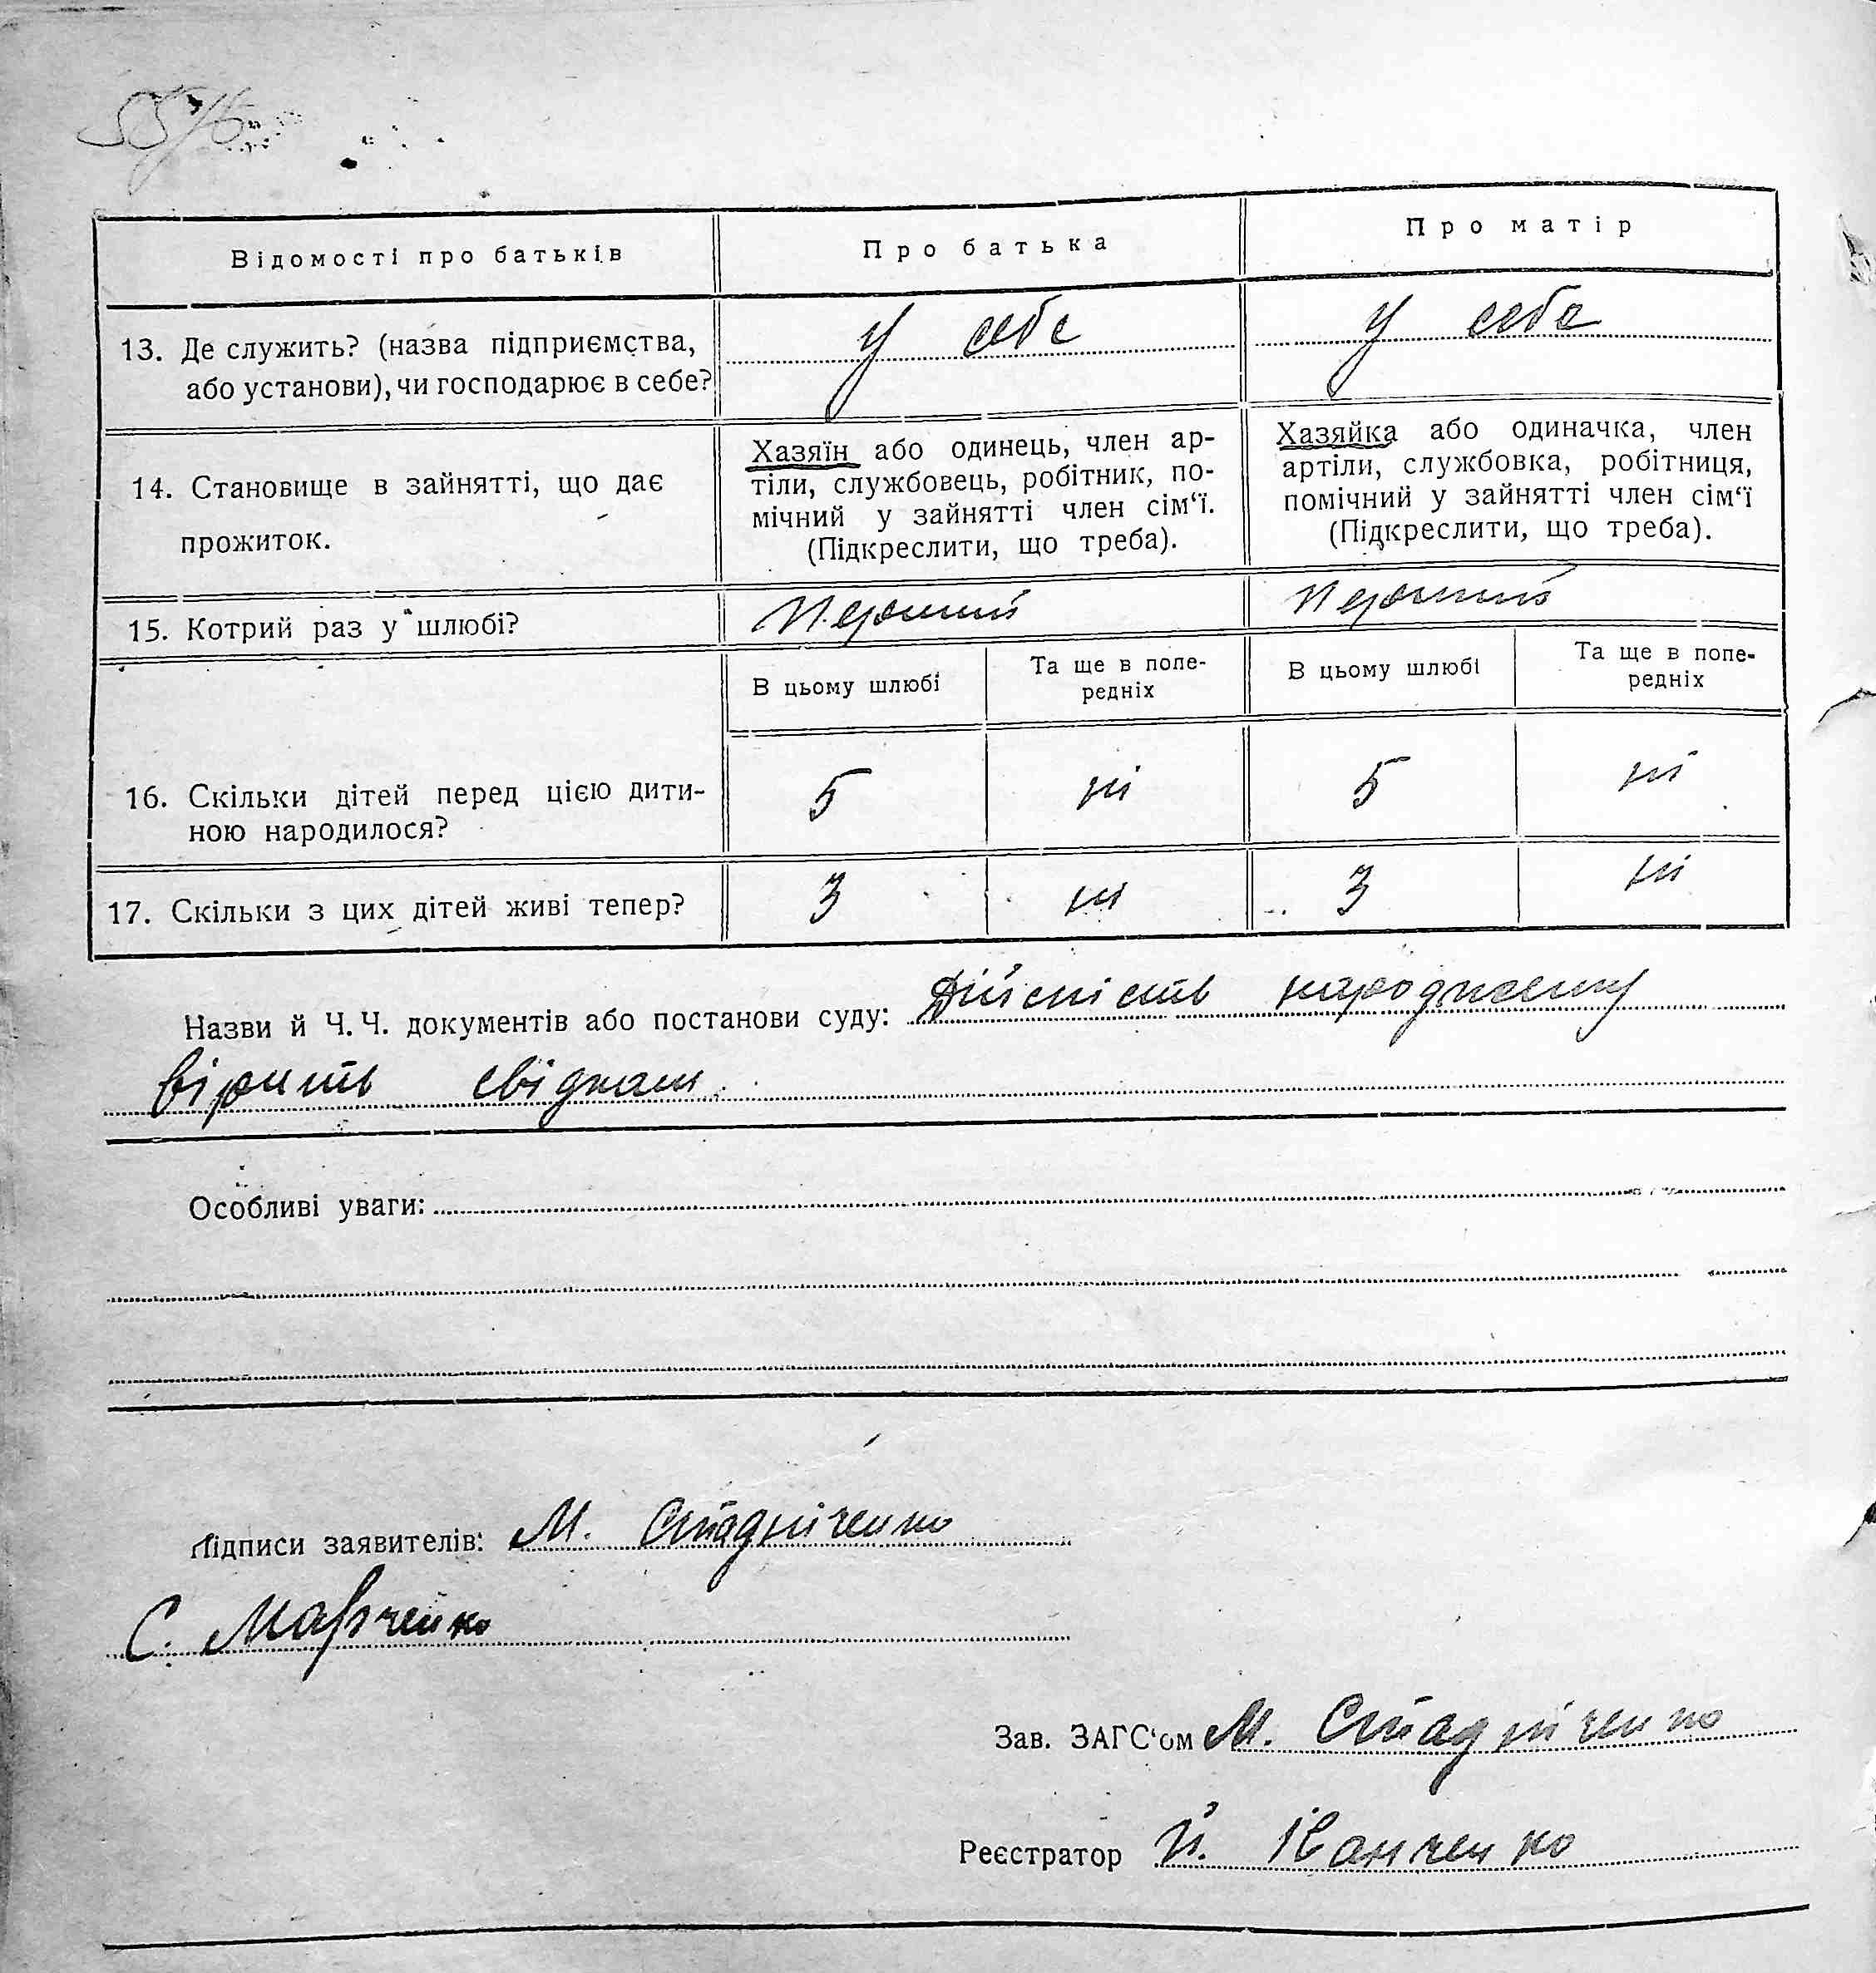 Відомості про батьків
Про батька
Про матір
13. Де служить? (назва підприємства,
або установи), чи господарює в себе?
У себе
У себе
14. Становище в зайнятті, що дає
прожиток.
Хазяїн або одинець, член ар-
тіли, службовець, робітник, по-
мічний у зайнятті член сім‘ї.
(Підкреслити, що треба).
Хазяйка або одиначка, член
артіли, службовка, робітниця,
помічний у зайнятті член сім‘ї
(Підкреслити, що треба).
15. Котрий раз у шлюбі?
Перший
Перший
В цьому шлюбі
Та ще в попе-
редніх
В цьому шлюбі
Та ще в попе-
редніх
16. Скільки дітей перед цією дити-
ною народилося?
5
ні
5
ні
17. Скільки з цих дітей живі тепер?
3
ні
3
ні
Назви й Ч. Ч. документів або постанови суду: Дійсність
Особливі уваги:
Підписи заявителів: М. Стадніченко
С. Марченко
Зав. ЗАГС‘ом М. Стадніченко
Реєстратор Й.